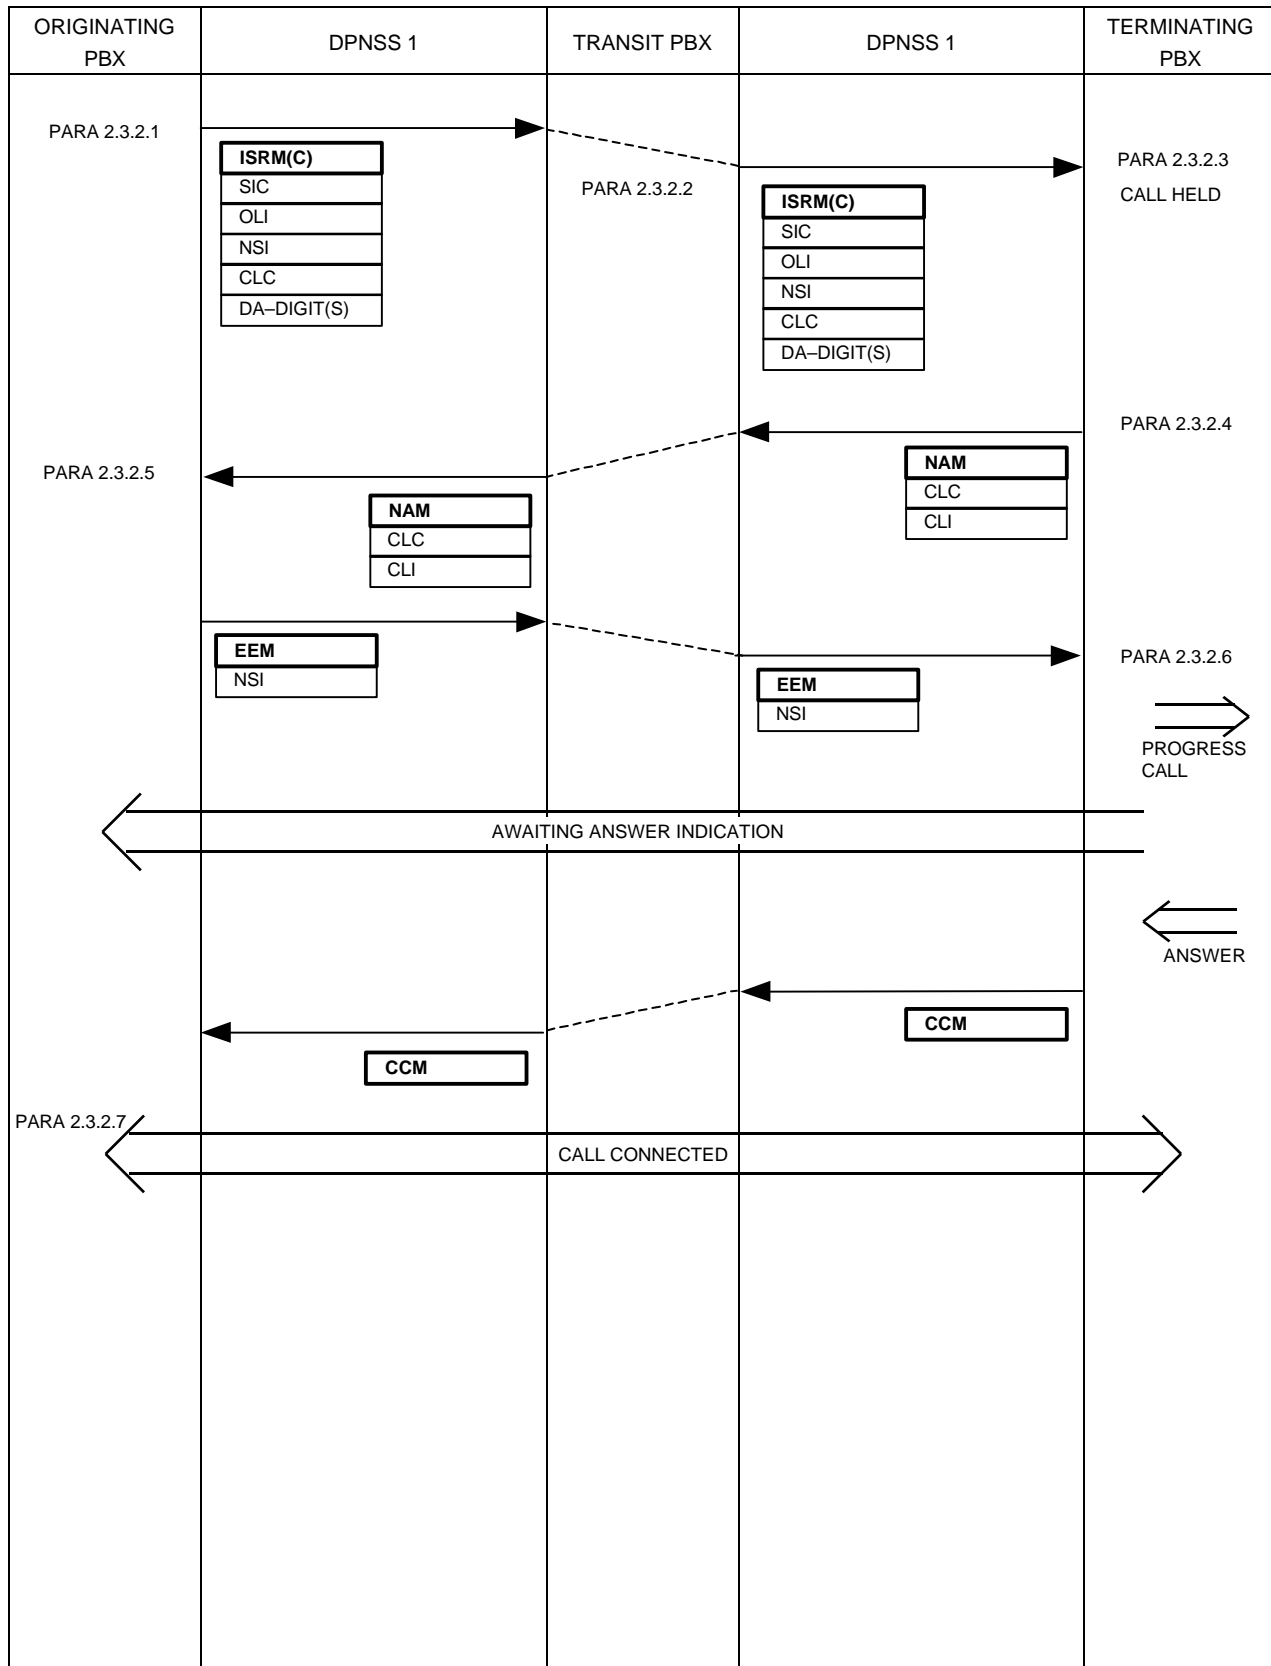 ORIGINATING
PBX
DPNSS 1
TRANSIT PBX
DPNSS 1
TERMINATING
PBX
PARA 2.3.2.1
ISRM(C)
SIC
OLI
NSI
CLC
DA–DIGIT(S)
PARA 2.3.2.2
ISRM(C)
SIC
OLI
NSI
CLC
DA–DIGIT(S)
PARA 2.3.2.3
CALL HELD
PARA 2.3.2.4
NAM
CLC
CLI
PARA 2.3.2.5
NAM
CLC
CLI
EEM
NSI
EEM
NSI
PARA 2.3.2.6
PROGRESS
CALL
AWAITING ANSWER INDICATION
ANSWER
CCM
CCM
PARA 2.3.2.7
CALL CONNECTED